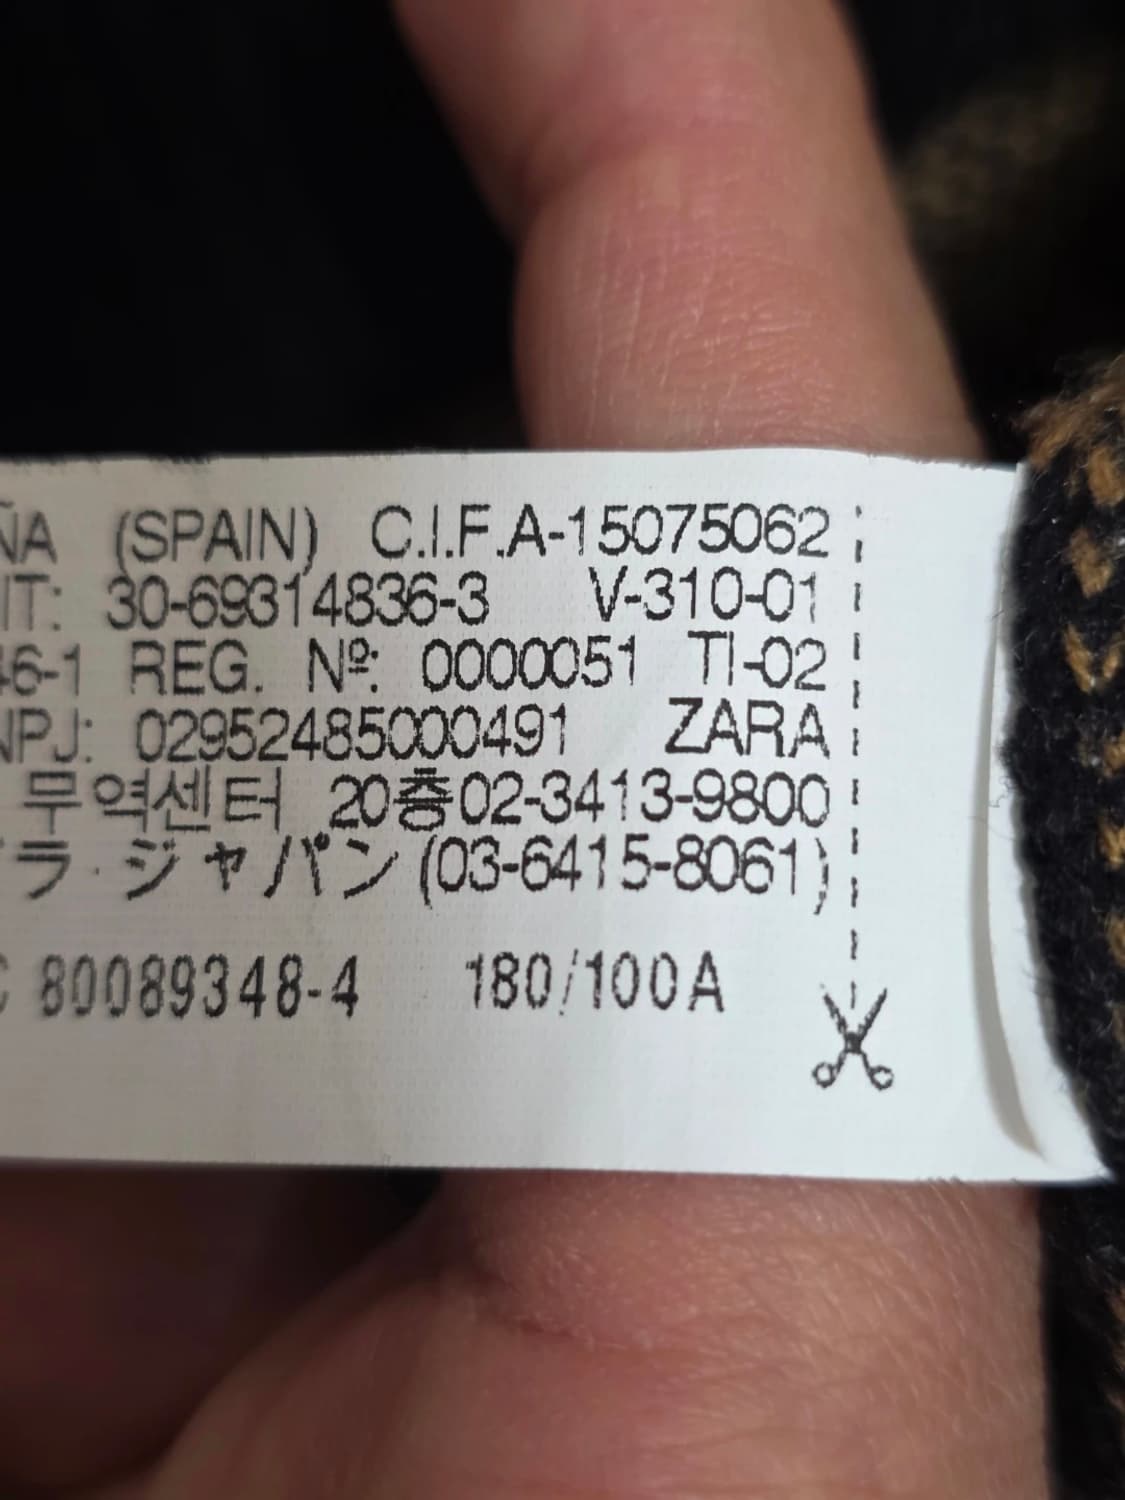 ÑA (SPAIN) C.I.F.A-15075062
IT: 30-69314836-3 V-310-01
46-1 REG. Nº: 0000051 TI-02
NPJ: 02952485000491 ZARA
무역센터 20층02-3413-9800
ラ・ジャパン (03-6415-8061)
C 80089348-4 180/100A